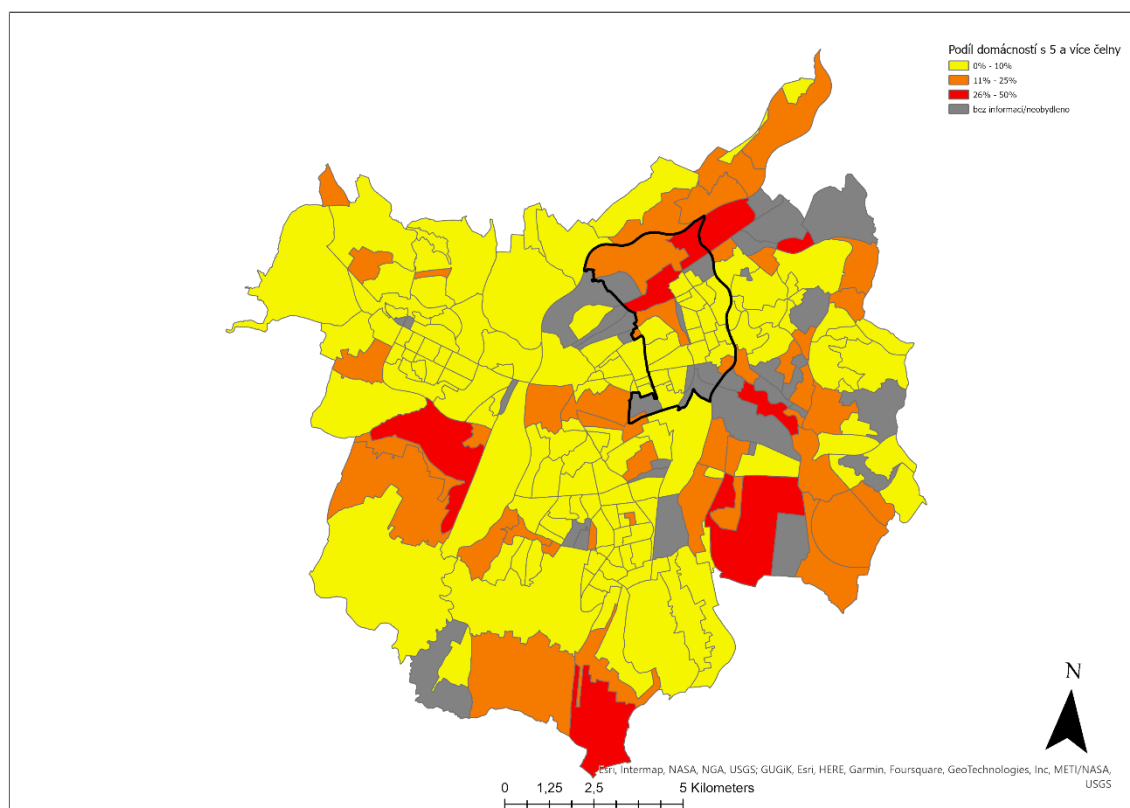 Podíl domácností s 5 a více čelny
0% - 10%
11% - 25%
26% - 50%
bez informací/neobydleno
N
Esri, Intermap, NASA, NGA, USGS; GUGiK, Esri, HERE, Garmin, Foursquare, GeoTechnologies, Inc, METI/NASA,
USGS
0 1,25 2,5 5 Kilometers